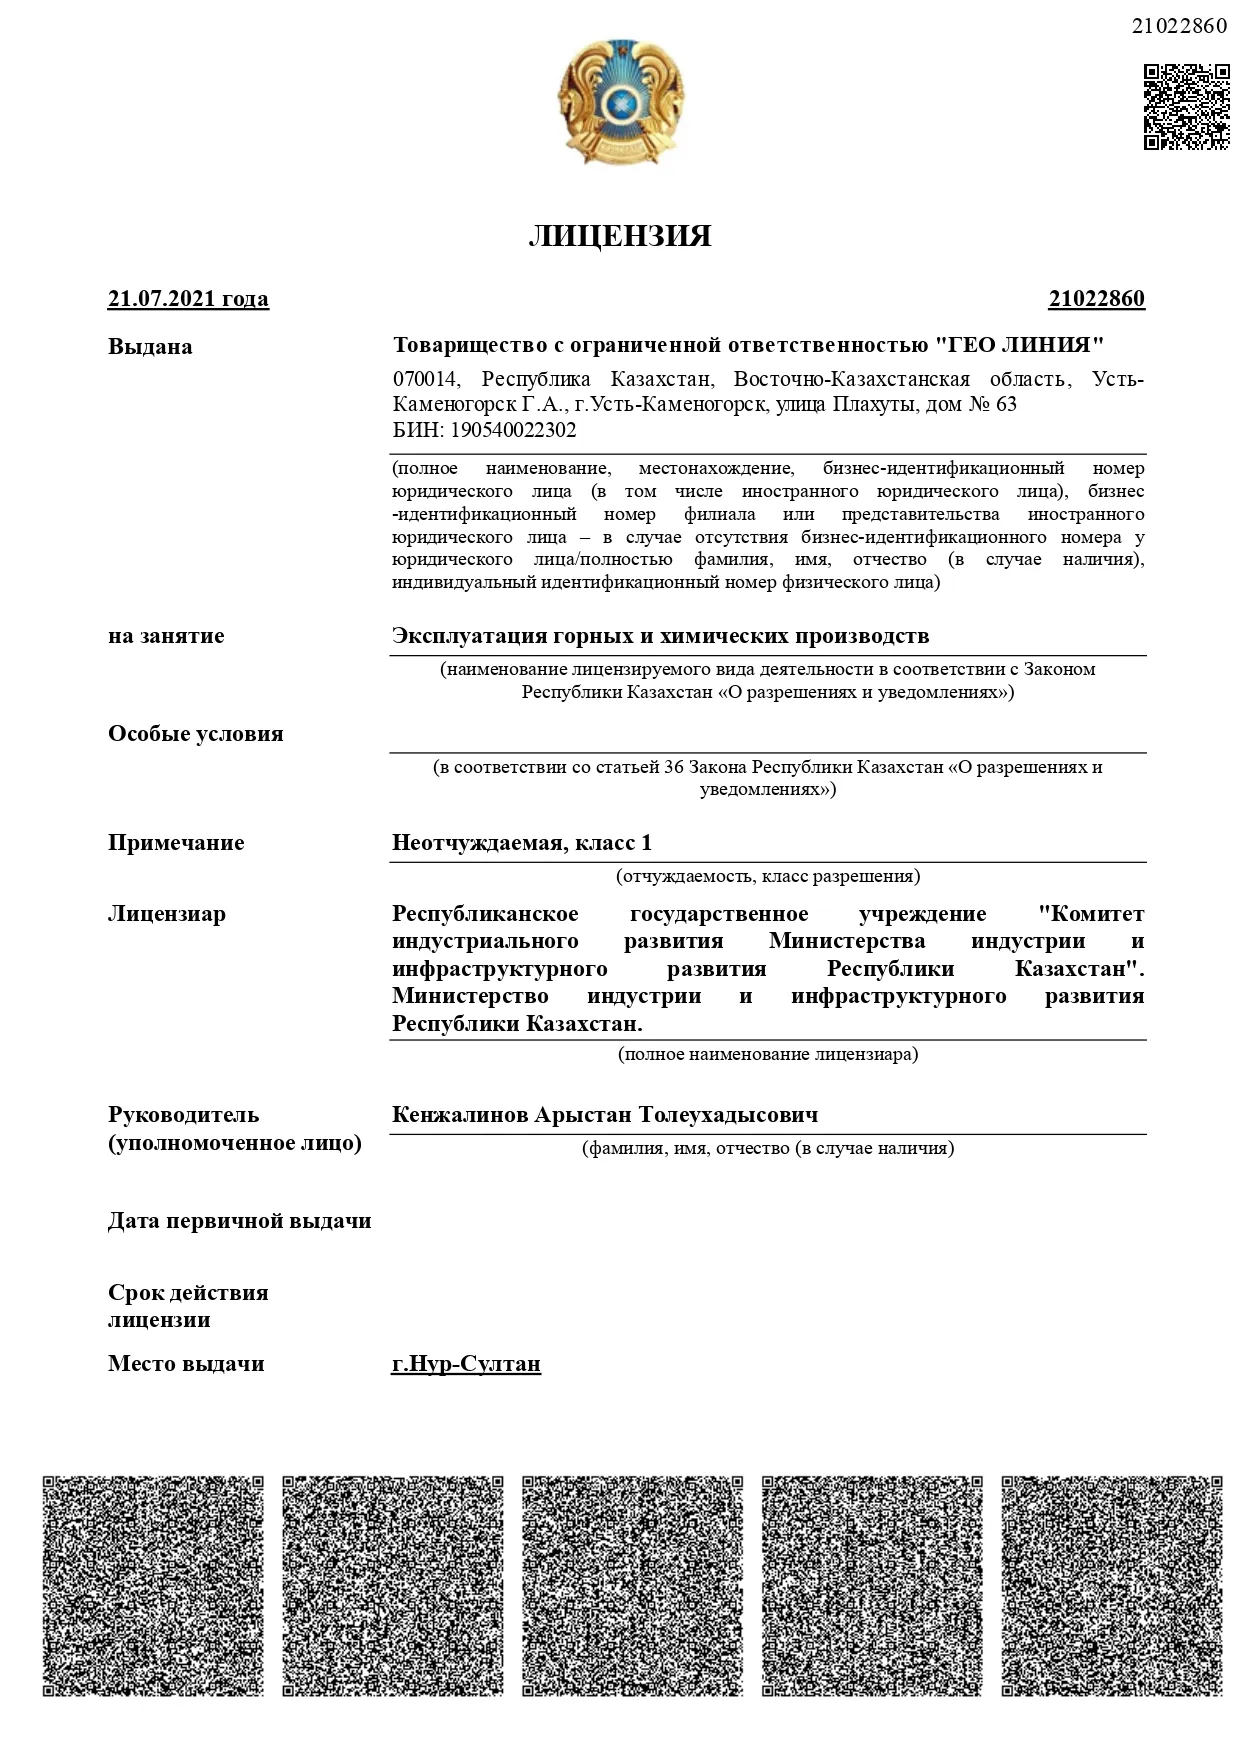 21022860
ЛИЦЕНЗИЯ
21.07.2021 года
21022860
Выдана
Товарищество с ограниченной ответственностью "ГЕО ЛИНИЯ"
070014, Республика Казахстан, Восточно-Казахстанская область, Усть-
Каменогорск Г.А., г.Усть-Каменогорск, улица Плахуты, дом № 63
БИН: 190540022302
(полное наименование, местонахождение, бизнес-идентификационный номер
юридического лица (в том числе иностранного юридического лица), бизнес
-идентификационный номер филиала или представительства иностранного
юридического лица – в случае отсутствия бизнес-идентификационного номера у
юридического лица/полностью фамилия, имя, отчество (в случае наличия),
индивидуальный идентификационный номер физического лица)
на занятие
Эксплуатация горных и химических производств
(наименование лицензируемого вида деятельности в соответствии с Законом
Республики Казахстан «О разрешениях и уведомлениях»)
Особые условия
(в соответствии со статьей 36 Закона Республики Казахстан «О разрешениях и
уведомлениях»)
Примечание
Неотчуждаемая, класс 1
(отчуждаемость, класс разрешения)
Лицензиар
Республиканское государственное учреждение "Комитет
индустриального развития Министерства индустрии и
инфраструктурного развития Республики Казахстан".
Министерство индустрии и инфраструктурного развития
Республики Казахстан.
(полное наименование лицензиара)
Руководитель
(уполномоченное лицо)
Кенжалинов Арыстан Толеухадысович
(фамилия, имя, отчество (в случае наличия)
Дата первичной выдачи
Срок действия
лицензии
Место выдачи
г.Нур-Султан